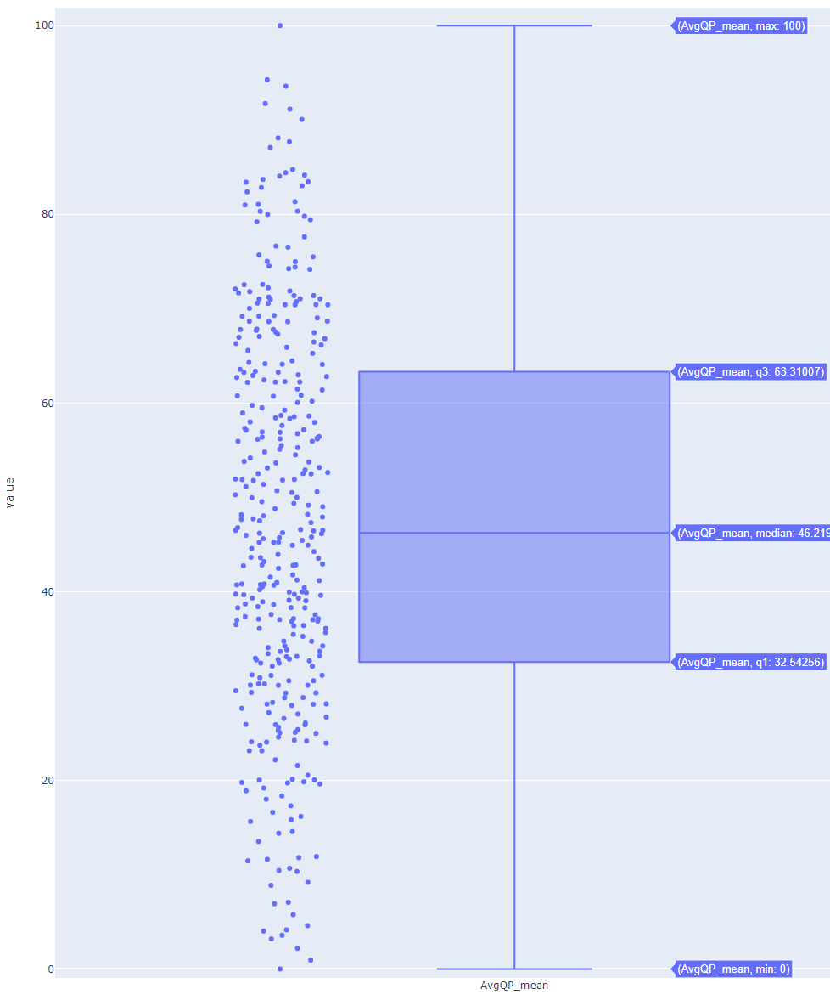 100
(AvgQP_mean, max: 100)
80
(AvgQP_mean, q3: 63.31007)
60
value
(AvgQP_mean, median: 46.219
40
(AvgQP_mean, q1: 32.54256)
20
0
(AvgQP_mean, min: 0)
AvgQP_mean